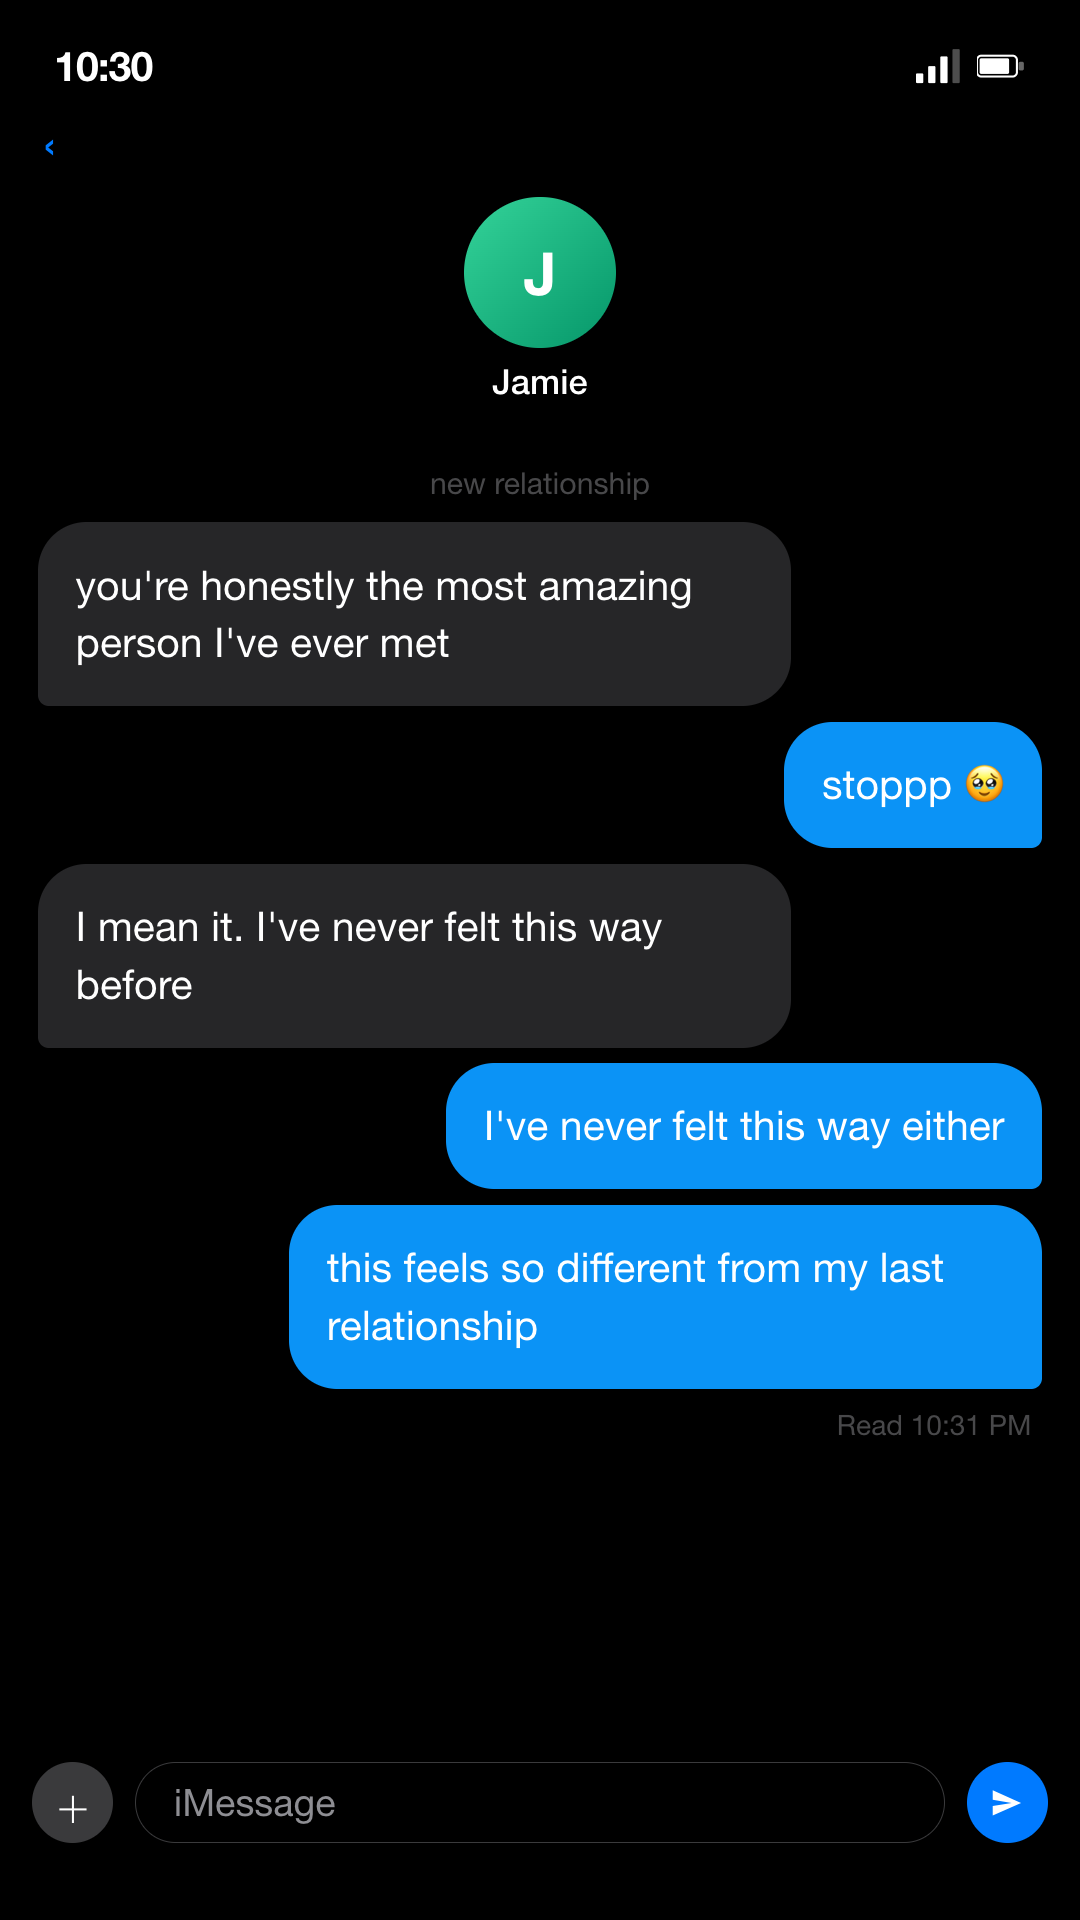 10:30
J
Jamie
new relationship
you're honestly the most amazing
person I've ever met
stoppp 🥹
I mean it. I've never felt this way
before
I've never felt this way either
this feels so different from my last
relationship
Read 10:31 PM
iMessage